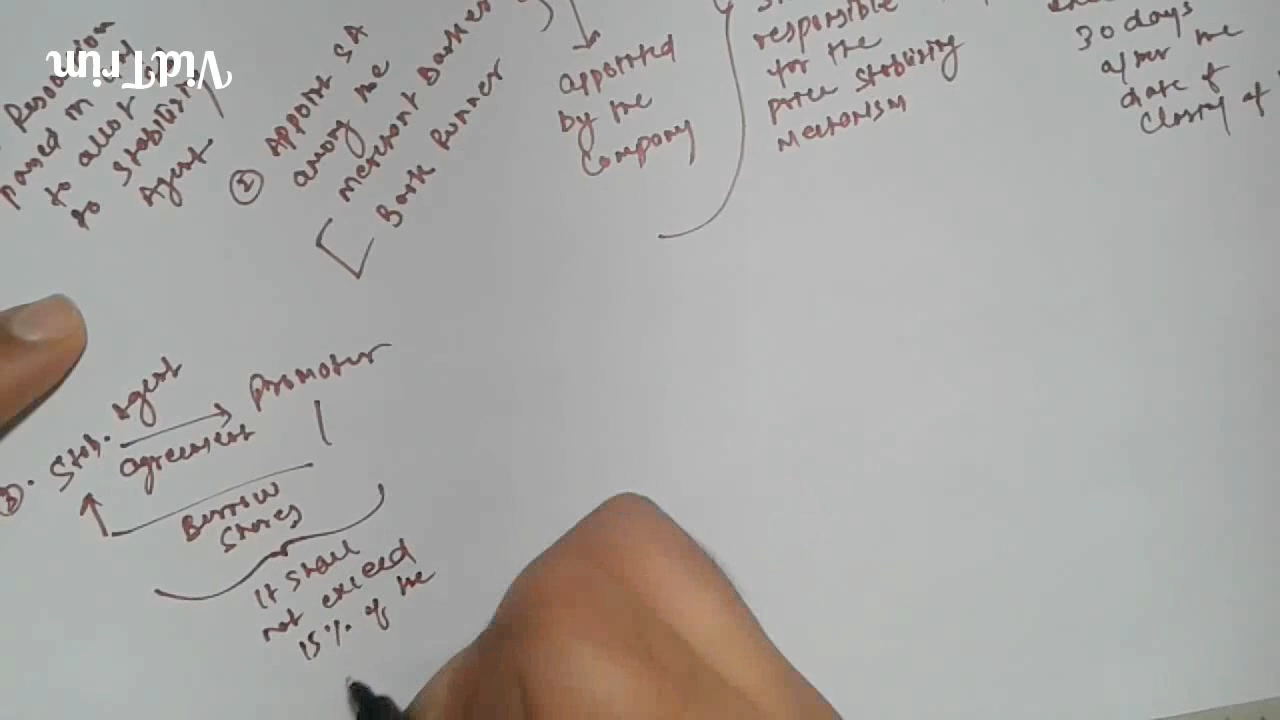 VidTrim
Resolution
passed in
to allot
to Stabilising
Agent
② Appoint SA
among the
Merchant Banker
Book Runner
appointed
by the
Company
responsible
for the
price stabilising
Mechanism
30 days
after the
date of
closing of
③. Stab. Agent
Promoter
agreement
Borrow
Shares
it shall
not exceed
15% of the